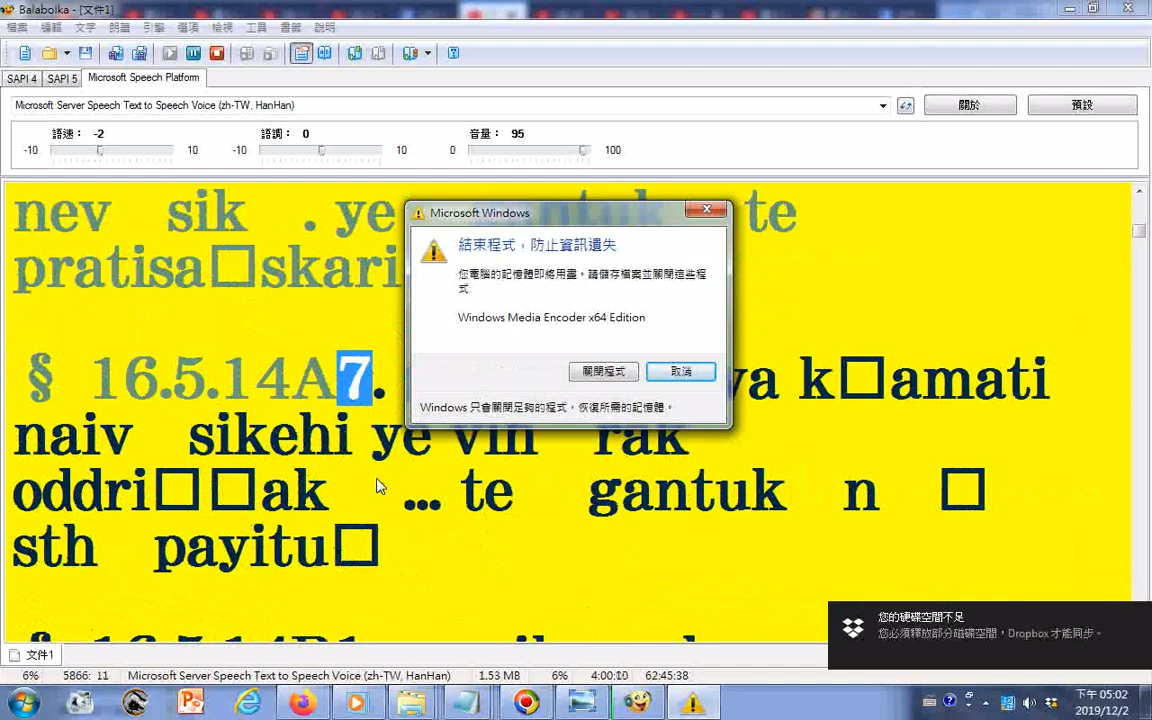 Balabolka - [文件1]
檔案 編輯 文字 朗讀 引擎 選項 檢視 工具 書籤 說明
SAPI 4 SAPI 5 Microsoft Speech Platform
Microsoft Server Speech Text to Speech Voice (zh-TW, HanHan) 關於 預設
語速： -2 語調： 0 音量： 95
-10 10 -10 10 0 100
nev sik . ye gantuk te
pratisa□skari
§ 16.5.14A7. va k□amati
naiv sikehi ye vin rak
oddri□□ak ... te gantuk n □
sth payitu□
§ 16.5.14B1
Microsoft Windows
結束程式，防止資訊遺失
您電腦的記憶體即將用盡。請儲存檔案並關閉這些程
式:
Windows Media Encoder x64 Edition
關閉程式 取消
Windows 只會關閉足夠的程式，恢復所需的記憶體。
您的硬碟空間不足
您必須釋放部分磁碟空間，Dropbox 才能同步。
文件1
6% 5866: 11 Microsoft Server Speech Text to Speech Voice (zh-TW, HanHan) 1.53 MB 6% 4:00:10 62:45:38
下午 05:02
2019/12/2